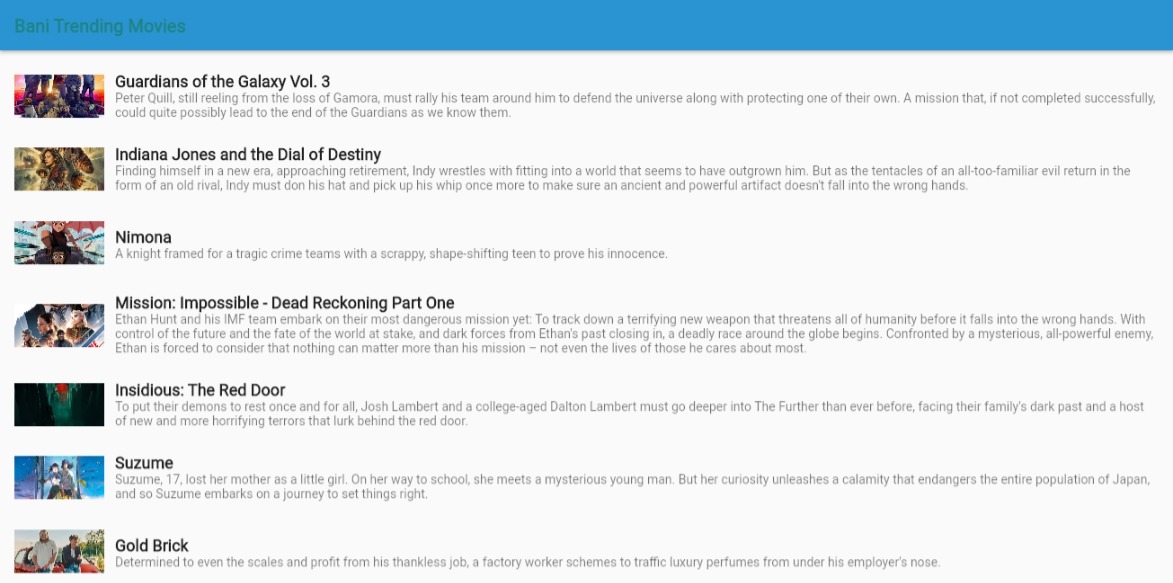 Bani Trending Movies
Guardians of the Galaxy Vol. 3
Peter Quill, still reeling from the loss of Gamora, must rally his team around him to defend the universe along with protecting one of their own. A mission that, if not completed successfully,
could quite possibly lead to the end of the Guardians as we know them.
Indiana Jones and the Dial of Destiny
Finding himself in a new era, approaching retirement, Indy wrestles with fitting into a world that seems to have outgrown him. But as the tentacles of an all-too-familiar evil return in the
form of an old rival, Indy must don his hat and pick up his whip once more to make sure an ancient and powerful artifact doesn't fall into the wrong hands.
Nimona
A knight framed for a tragic crime teams with a scrappy, shape-shifting teen to prove his innocence.
Mission: Impossible - Dead Reckoning Part One
Ethan Hunt and his IMF team embark on their most dangerous mission yet: To track down a terrifying new weapon that threatens all of humanity before it falls into the wrong hands. With
control of the future and the fate of the world at stake, and dark forces from Ethan's past closing in, a deadly race around the globe begins. Confronted by a mysterious, all-powerful enemy,
Ethan is forced to consider that nothing can matter more than his mission – not even the lives of those he cares about most.
Insidious: The Red Door
To put their demons to rest once and for all, Josh Lambert and a college-aged Dalton Lambert must go deeper into The Further than ever before, facing their family's dark past and a host
of new and more horrifying terrors that lurk behind the red door.
Suzume
Suzume, 17, lost her mother as a little girl. On her way to school, she meets a mysterious young man. But her curiosity unleashes a calamity that endangers the entire population of Japan,
and so Suzume embarks on a journey to set things right.
Gold Brick
Determined to even the scales and profit from his thankless job, a factory worker schemes to traffic luxury perfumes from under his employer's nose.